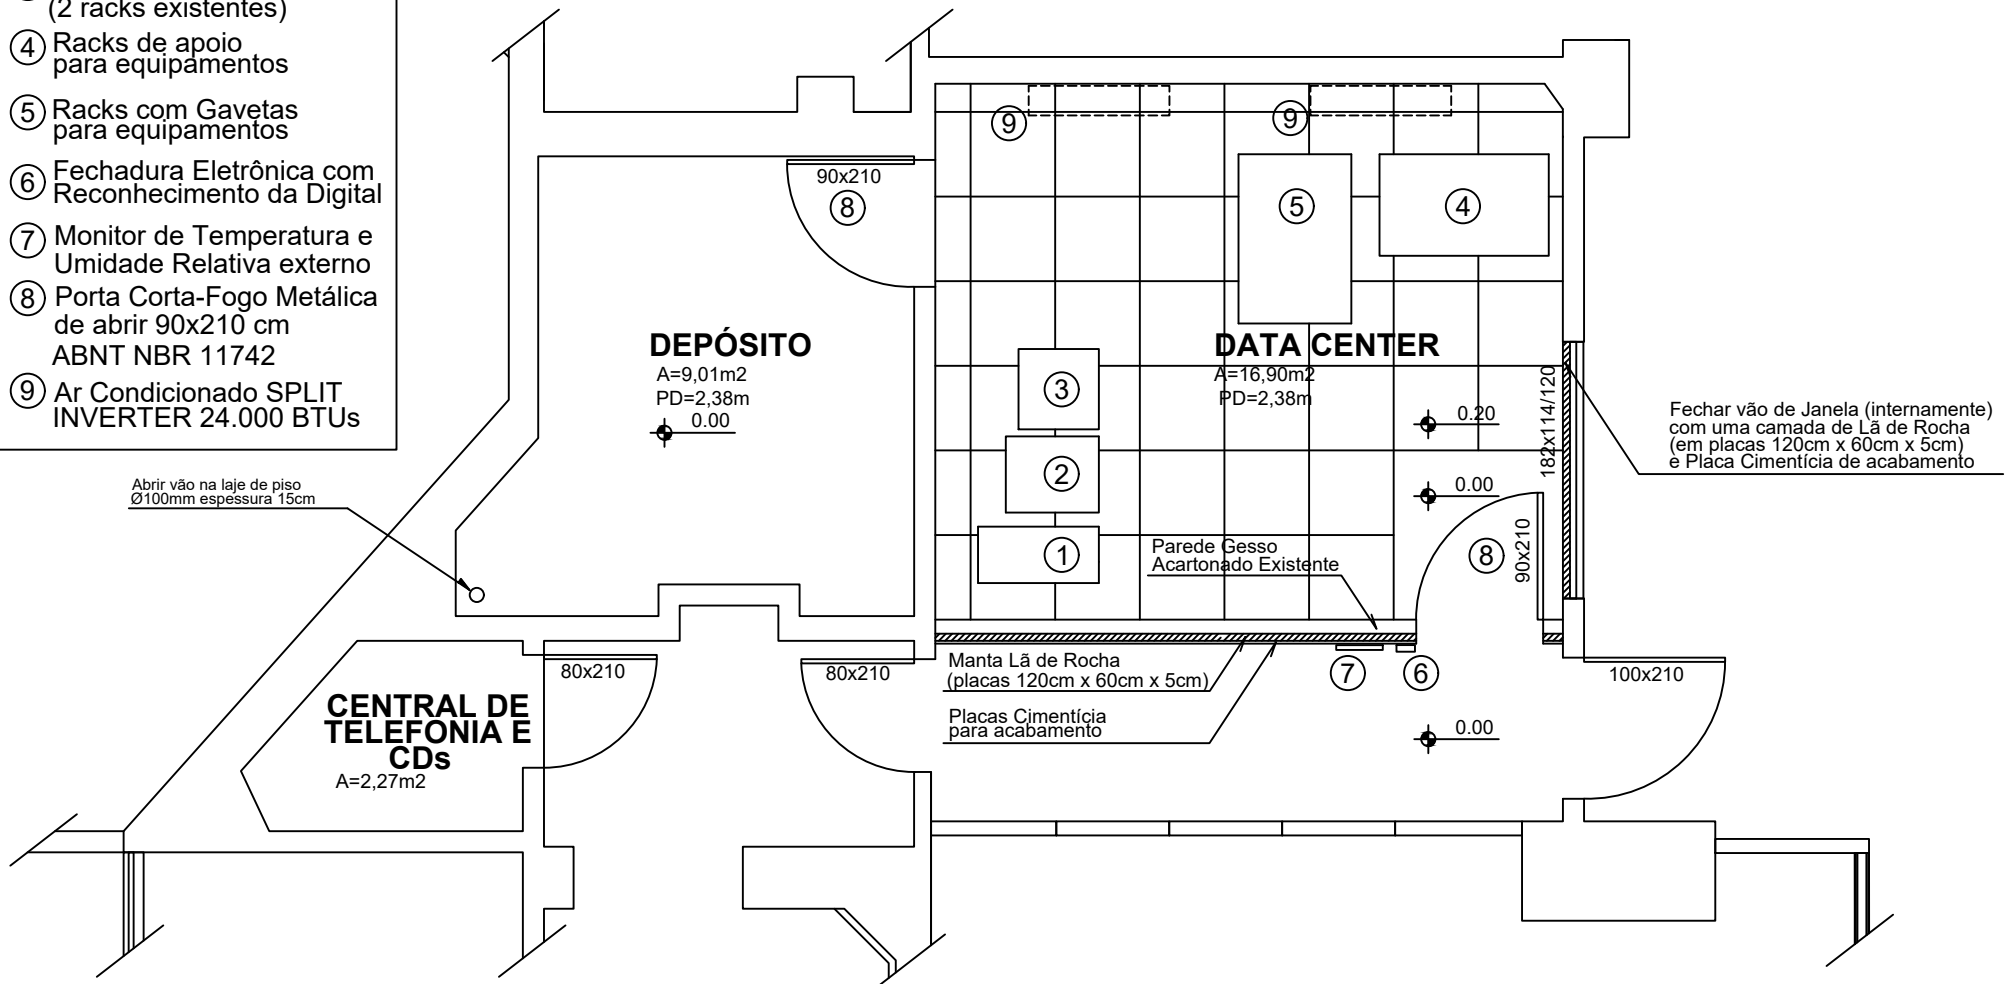 (2 racks existentes)
4 Racks de apoio
para equipamentos
5 Racks com Gavetas
para equipamentos
6 Fechadura Eletrônica com
Reconhecimento da Digital
7 Monitor de Temperatura e
Umidade Relativa externo
8 Porta Corta-Fogo Metálica
de abrir 90x210 cm
ABNT NBR 11742
9 Ar Condicionado SPLIT
INVERTER 24.000 BTUs
Abrir vão na laje de piso
Ø100mm espessura 15cm
90x210
8
DEPÓSITO
A=9,01m2
PD=2,38m
0.00
9
9
5
4
DATA CENTER
A=16,90m2
PD=2,38m
3
2
1
0.20
0.00
182x114/120
Fechar vão de Janela (internamente)
com uma camada de Lã de Rocha
(em placas 120cm x 60cm x 5cm)
e Placa Cimentícia de acabamento
Parede Gesso
Acartonado Existente
8
90x210
80x210
80x210
CENTRAL DE
TELEFONIA E
CDs
A=2,27m2
Manta Lã de Rocha
(placas 120cm x 60cm x 5cm)
Placas Cimentícia
para acabamento
7
6
0.00
100x210